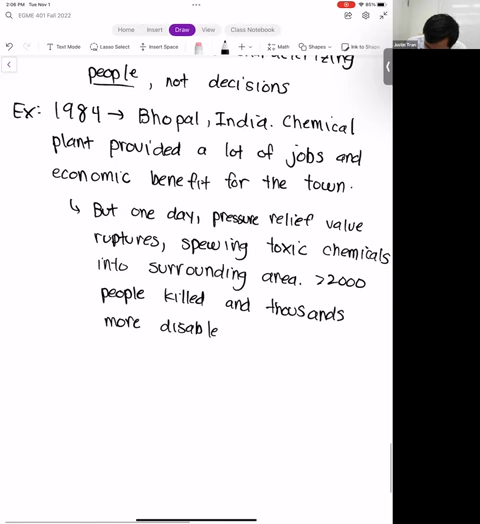 2:06 PM Tue Nov 1
85%
EGME 401 Fall 2022
Home Insert Draw View Class Notebook
Text Mode Lasso Select Insert Space Math Shapes Ink to Shape
people, not decisions
Ex: 1984 → Bhopal, India. Chemical
plant provided a lot of jobs and
economic benefit for the town.
↳ But one day, pressure relief value
ruptures, spewing toxic chemicals
into surrounding area. >2000
people killed and thousands
more disable